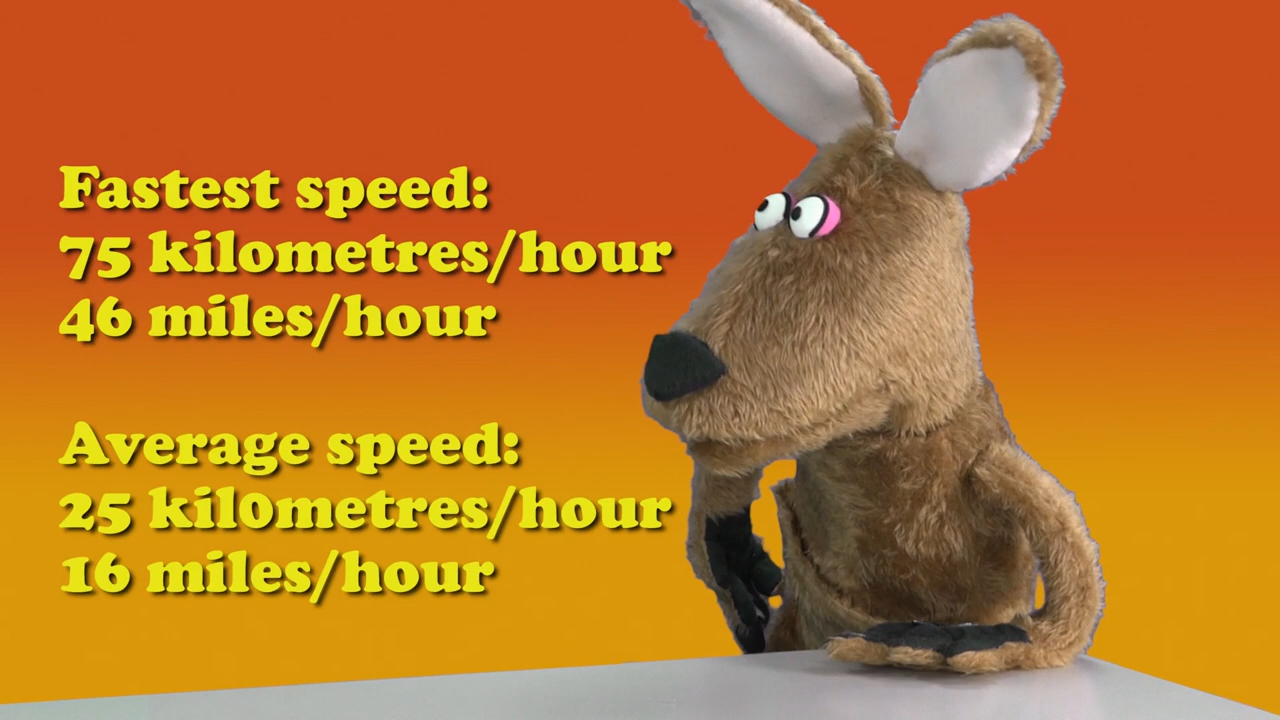 Fastest speed:
75 kilometres/hour
46 miles/hour
Average speed:
25 kil0metres/hour
16 miles/hour